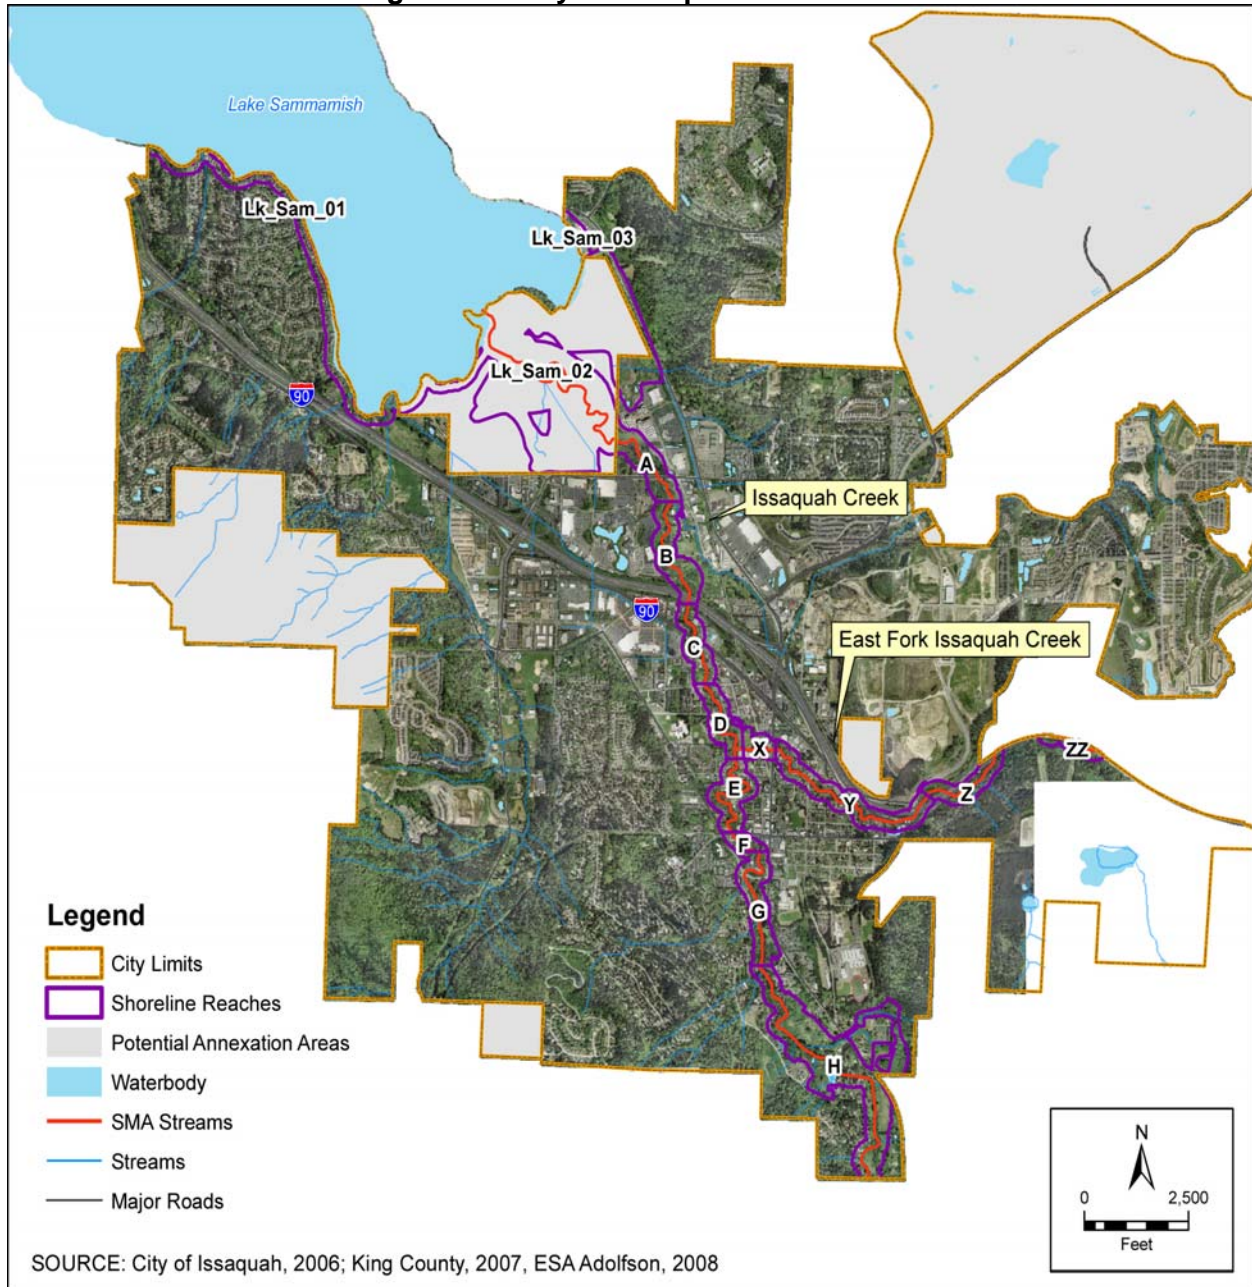 Lake Sammamish
Lk_Sam_01
Lk_Sam_03
Lk_Sam_02
90
A
Issaquah Creek
B
90
C
East Fork Issaquah Creek
D
X
ZZ
E
Y
Z
F
G
H
Legend
City Limits
Shoreline Reaches
Potential Annexation Areas
Waterbody
SMA Streams
Streams
Major Roads
N
0 2,500
Feet
SOURCE: City of Issaquah, 2006; King County, 2007, ESA Adolfson, 2008